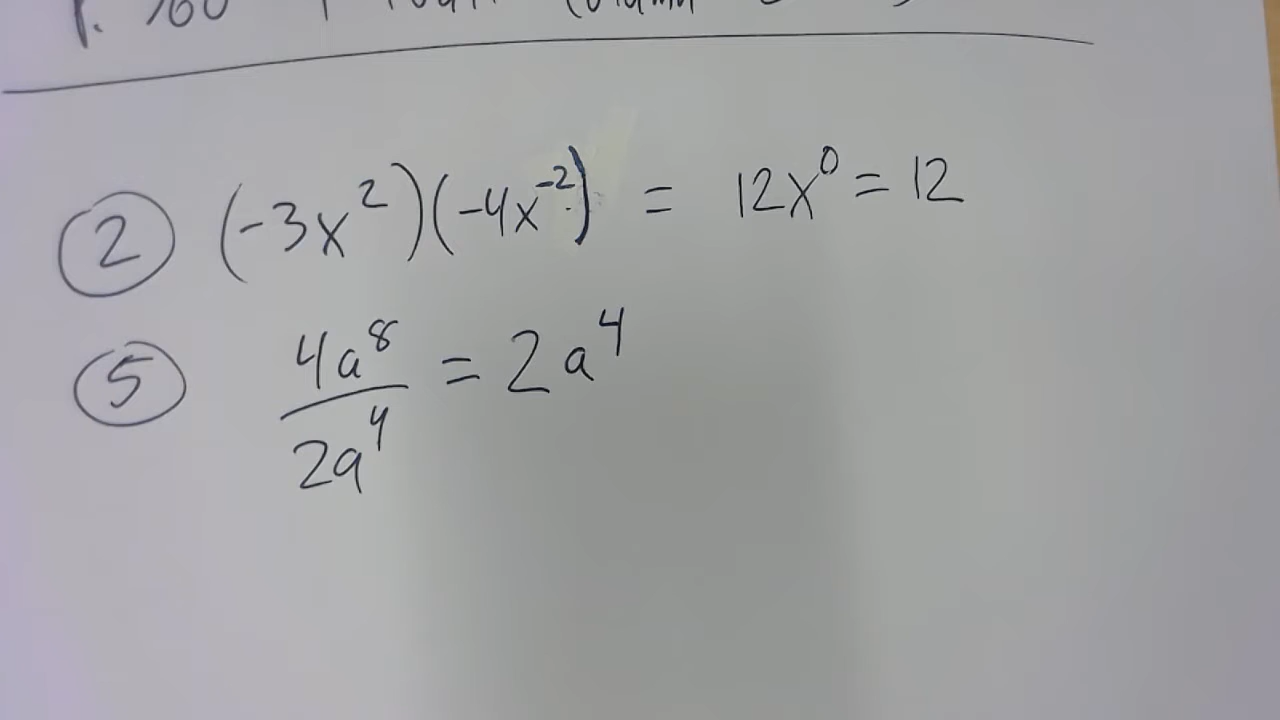 ② (-3x²)(-4x⁻²) = 12x⁰ = 12
⑤ 4a⁸/2a⁴ = 2a⁴